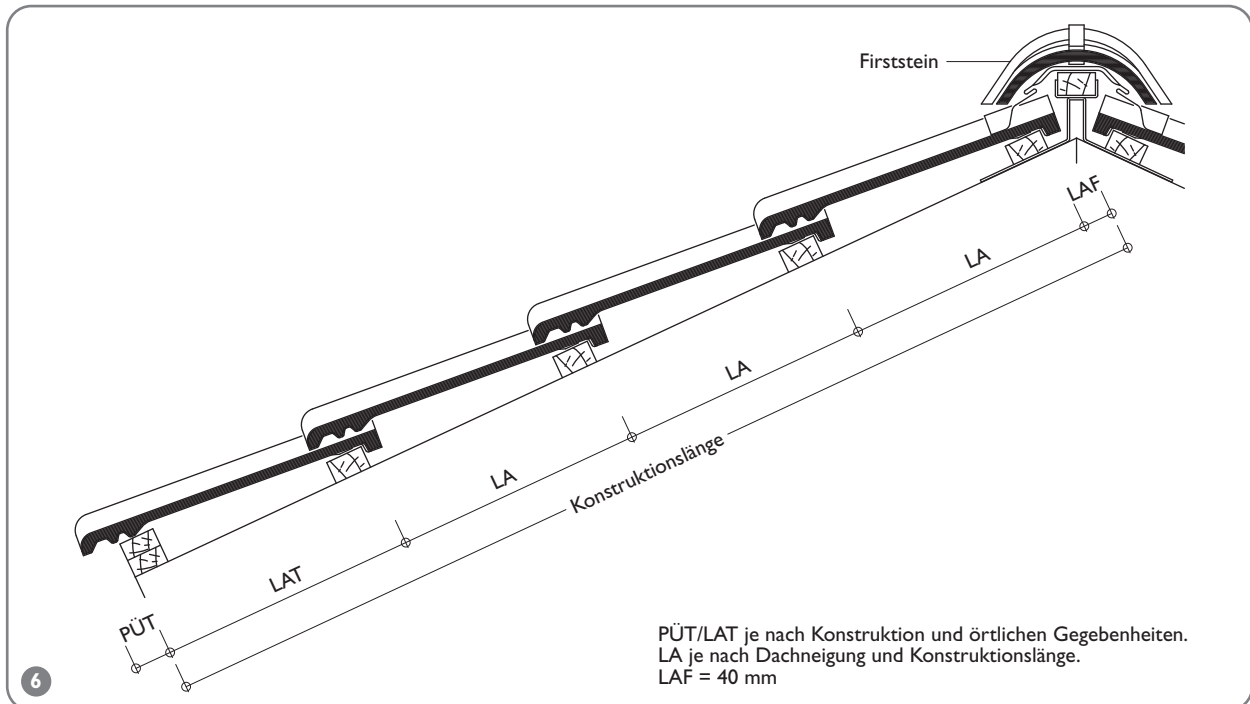 Firststein
LAF
LA
LA
LA
Konstruktionslänge
LAT
PÜT
PÜT/LAT je nach Konstruktion und örtlichen Gegebenheiten.
LA je nach Dachneigung und Konstruktionslänge.
LAF = 40 mm
6